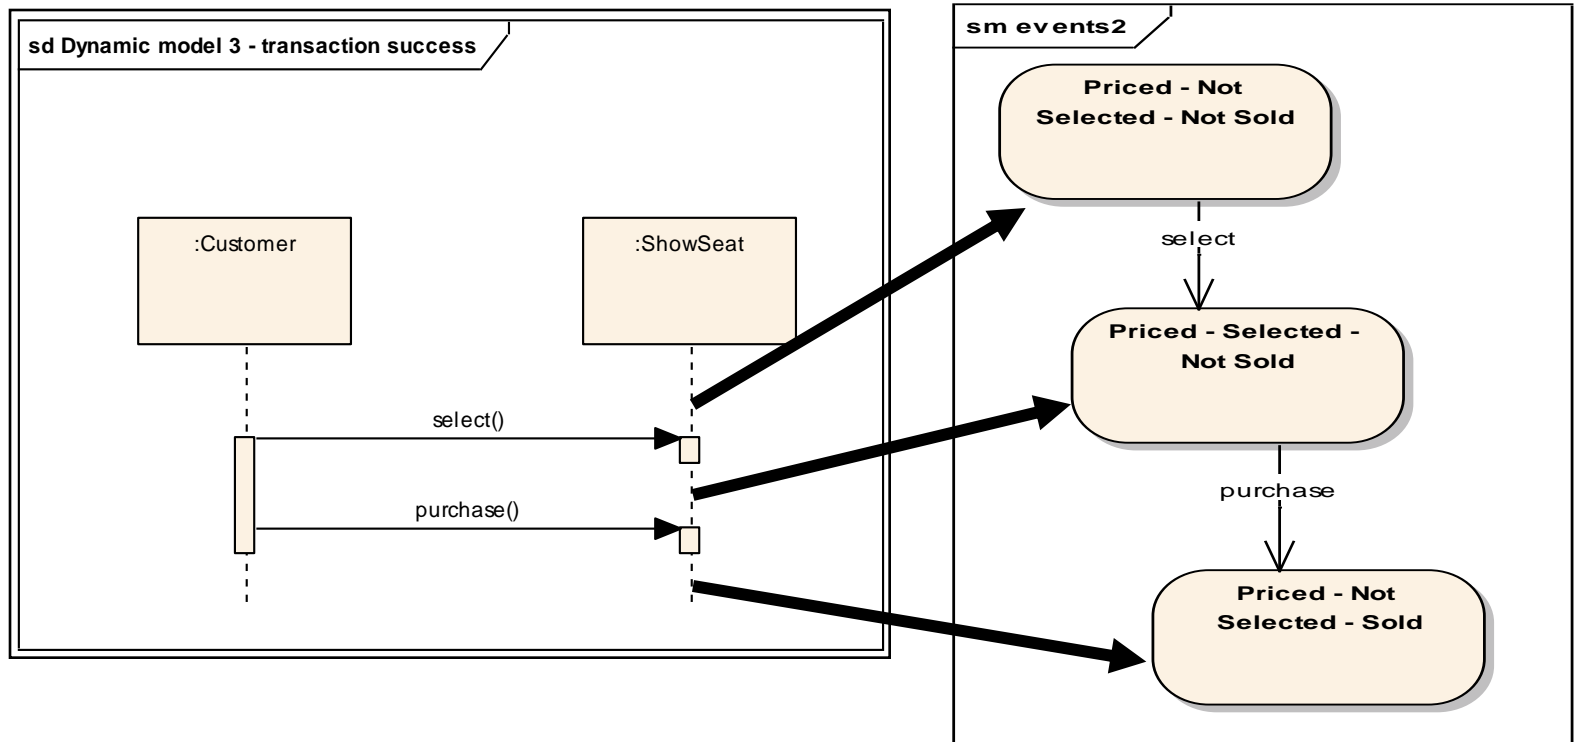 sd Dynamic model 3 - transaction success
:Customer
:ShowSeat
select()
purchase()
sm events2
Priced - Not
Selected - Not Sold
select
Priced - Selected -
Not Sold
purchase
Priced - Not
Selected - Sold